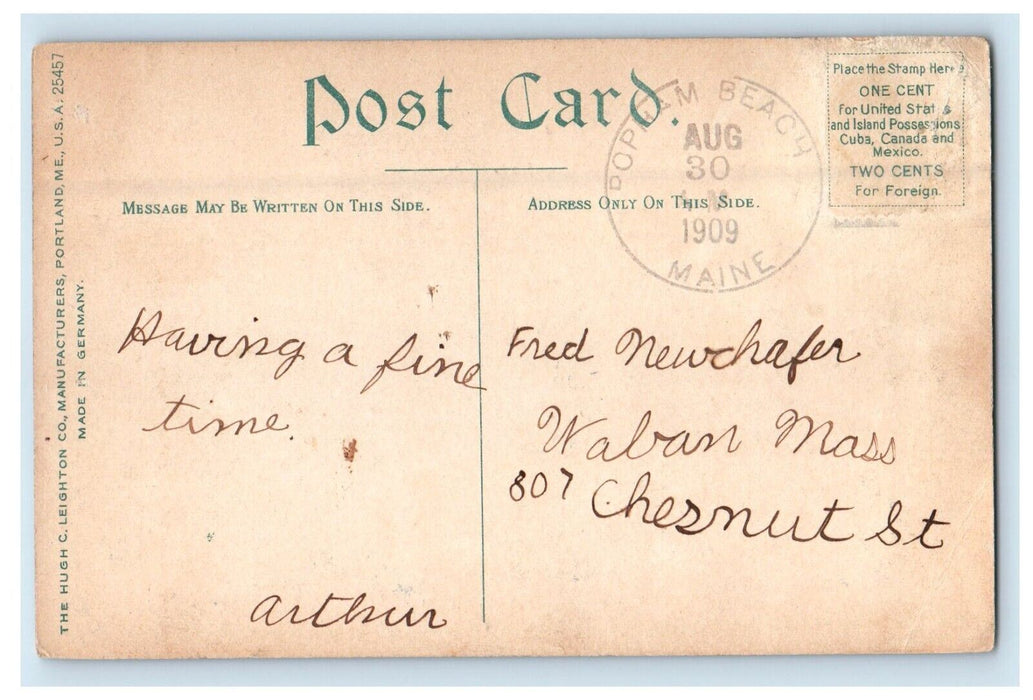 Post Card.
MESSAGE MAY BE WRITTEN ON THIS SIDE.
ADDRESS ONLY ON THIS SIDE.
POPHAM BEACH
AUG
30
1909
MAINE
Place the Stamp Here
ONE CENT
For United States
and Island Possessions
Cuba, Canada and
Mexico.
TWO CENTS
For Foreign.
THE HUGH C. LEIGHTON CO., MANUFACTURERS, PORTLAND, ME., U.S.A. 25457
MADE IN GERMANY.
Having a fine
time.
Arthur
Fred Newchafer
Waban Mass
807 Chesnut St